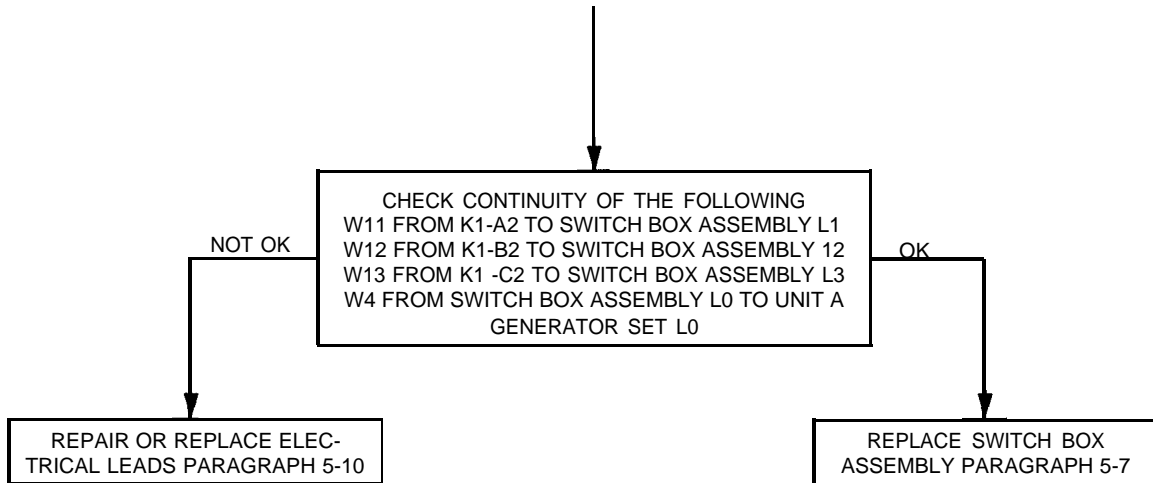 CHECK CONTINUITY OF THE FOLLOWING
W11 FROM K1-A2 TO SWITCH BOX ASSEMBLY L1
W12 FROM K1-B2 TO SWITCH BOX ASSEMBLY 12
W13 FROM K1 -C2 TO SWITCH BOX ASSEMBLY L3
W4 FROM SWITCH BOX ASSEMBLY L0 TO UNIT A
GENERATOR SET L0
NOT OK
OK
REPAIR OR REPLACE ELEC-
TRICAL LEADS PARAGRAPH 5-10
REPLACE SWITCH BOX
ASSEMBLY PARAGRAPH 5-7